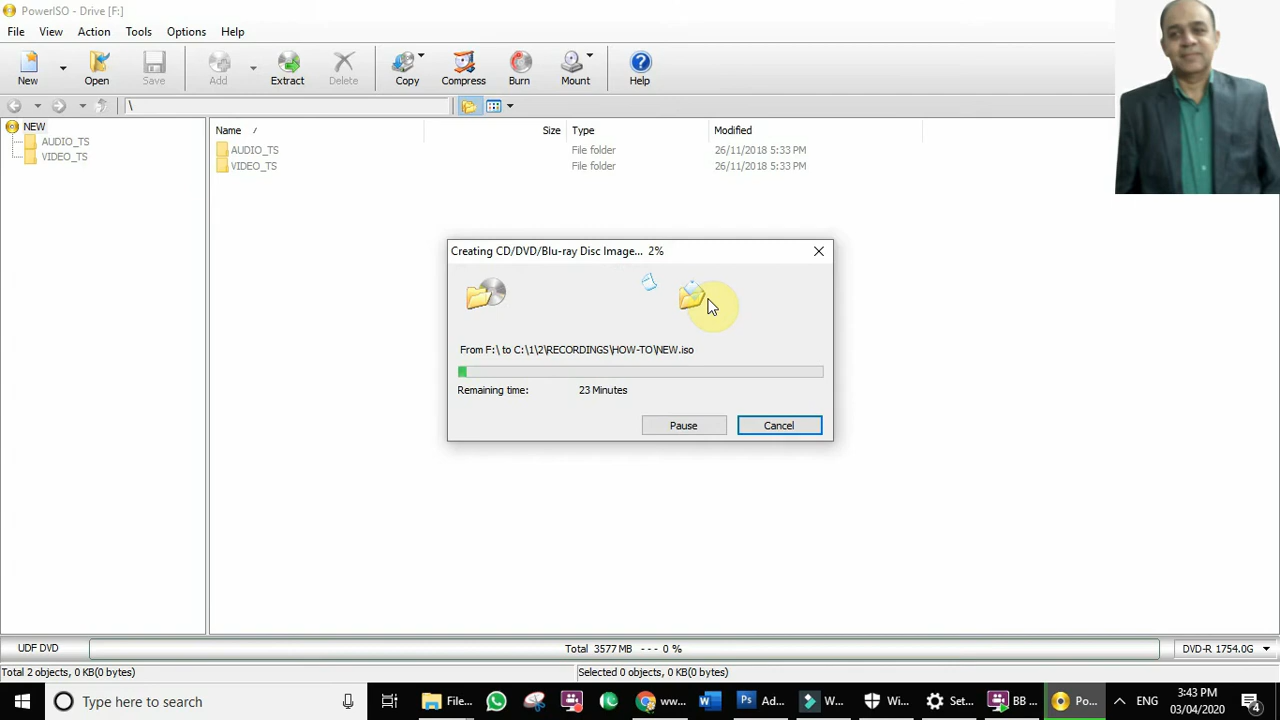 PowerISO - Drive [F:]
File View Action Tools Options Help
New Open Save Add Extract Delete Copy Compress Burn Mount Help
\
NEW
AUDIO_TS
VIDEO_TS
Name / Size Type Modified
AUDIO_TS File folder 26/11/2018 5:33 PM
VIDEO_TS File folder 26/11/2018 5:33 PM
Creating CD/DVD/Blu-ray Disc Image... 2%
From F:\ to C:\1\2\RECORDINGS\HOW-TO\NEW.iso
Remaining time: 23 Minutes
Pause Cancel
UDF DVD Total 3577 MB --- 0 % DVD-R 1754.0G
Total 2 objects, 0 KB(0 bytes) Selected 0 objects, 0 KB(0 bytes)
Type here to search File... www... Ad... W... Wi... Set... BB ... Po... ENG 3:43 PM
03/04/2020 4